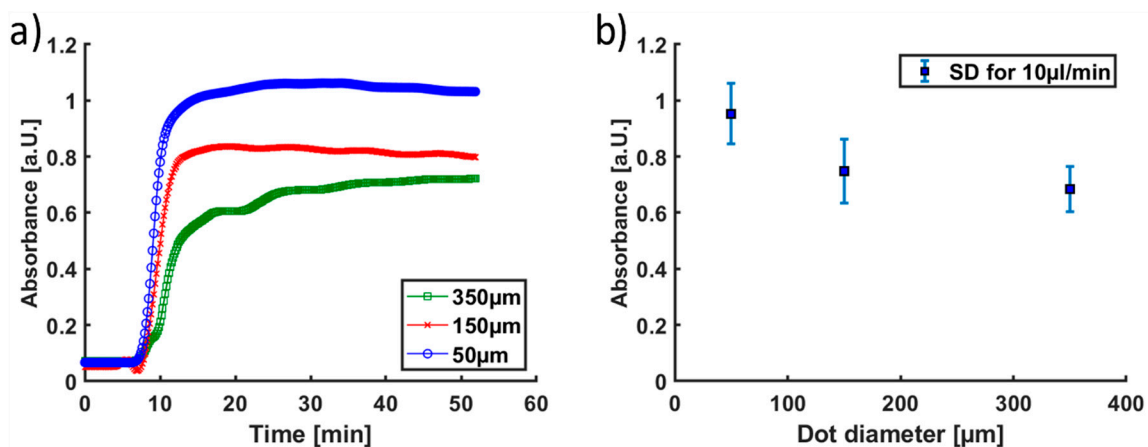 a)
1.2
1
0.8
0.6
0.4
0.2
0
Absorbance [a.U.]
0 10 20 30 40 50 60
Time [min]
350µm
150µm
50µm
b)
1.2
1
0.8
0.6
0.4
0.2
0
Absorbance [a.U.]
0 100 200 300 400
Dot diameter [µm]
SD for 10µl/min